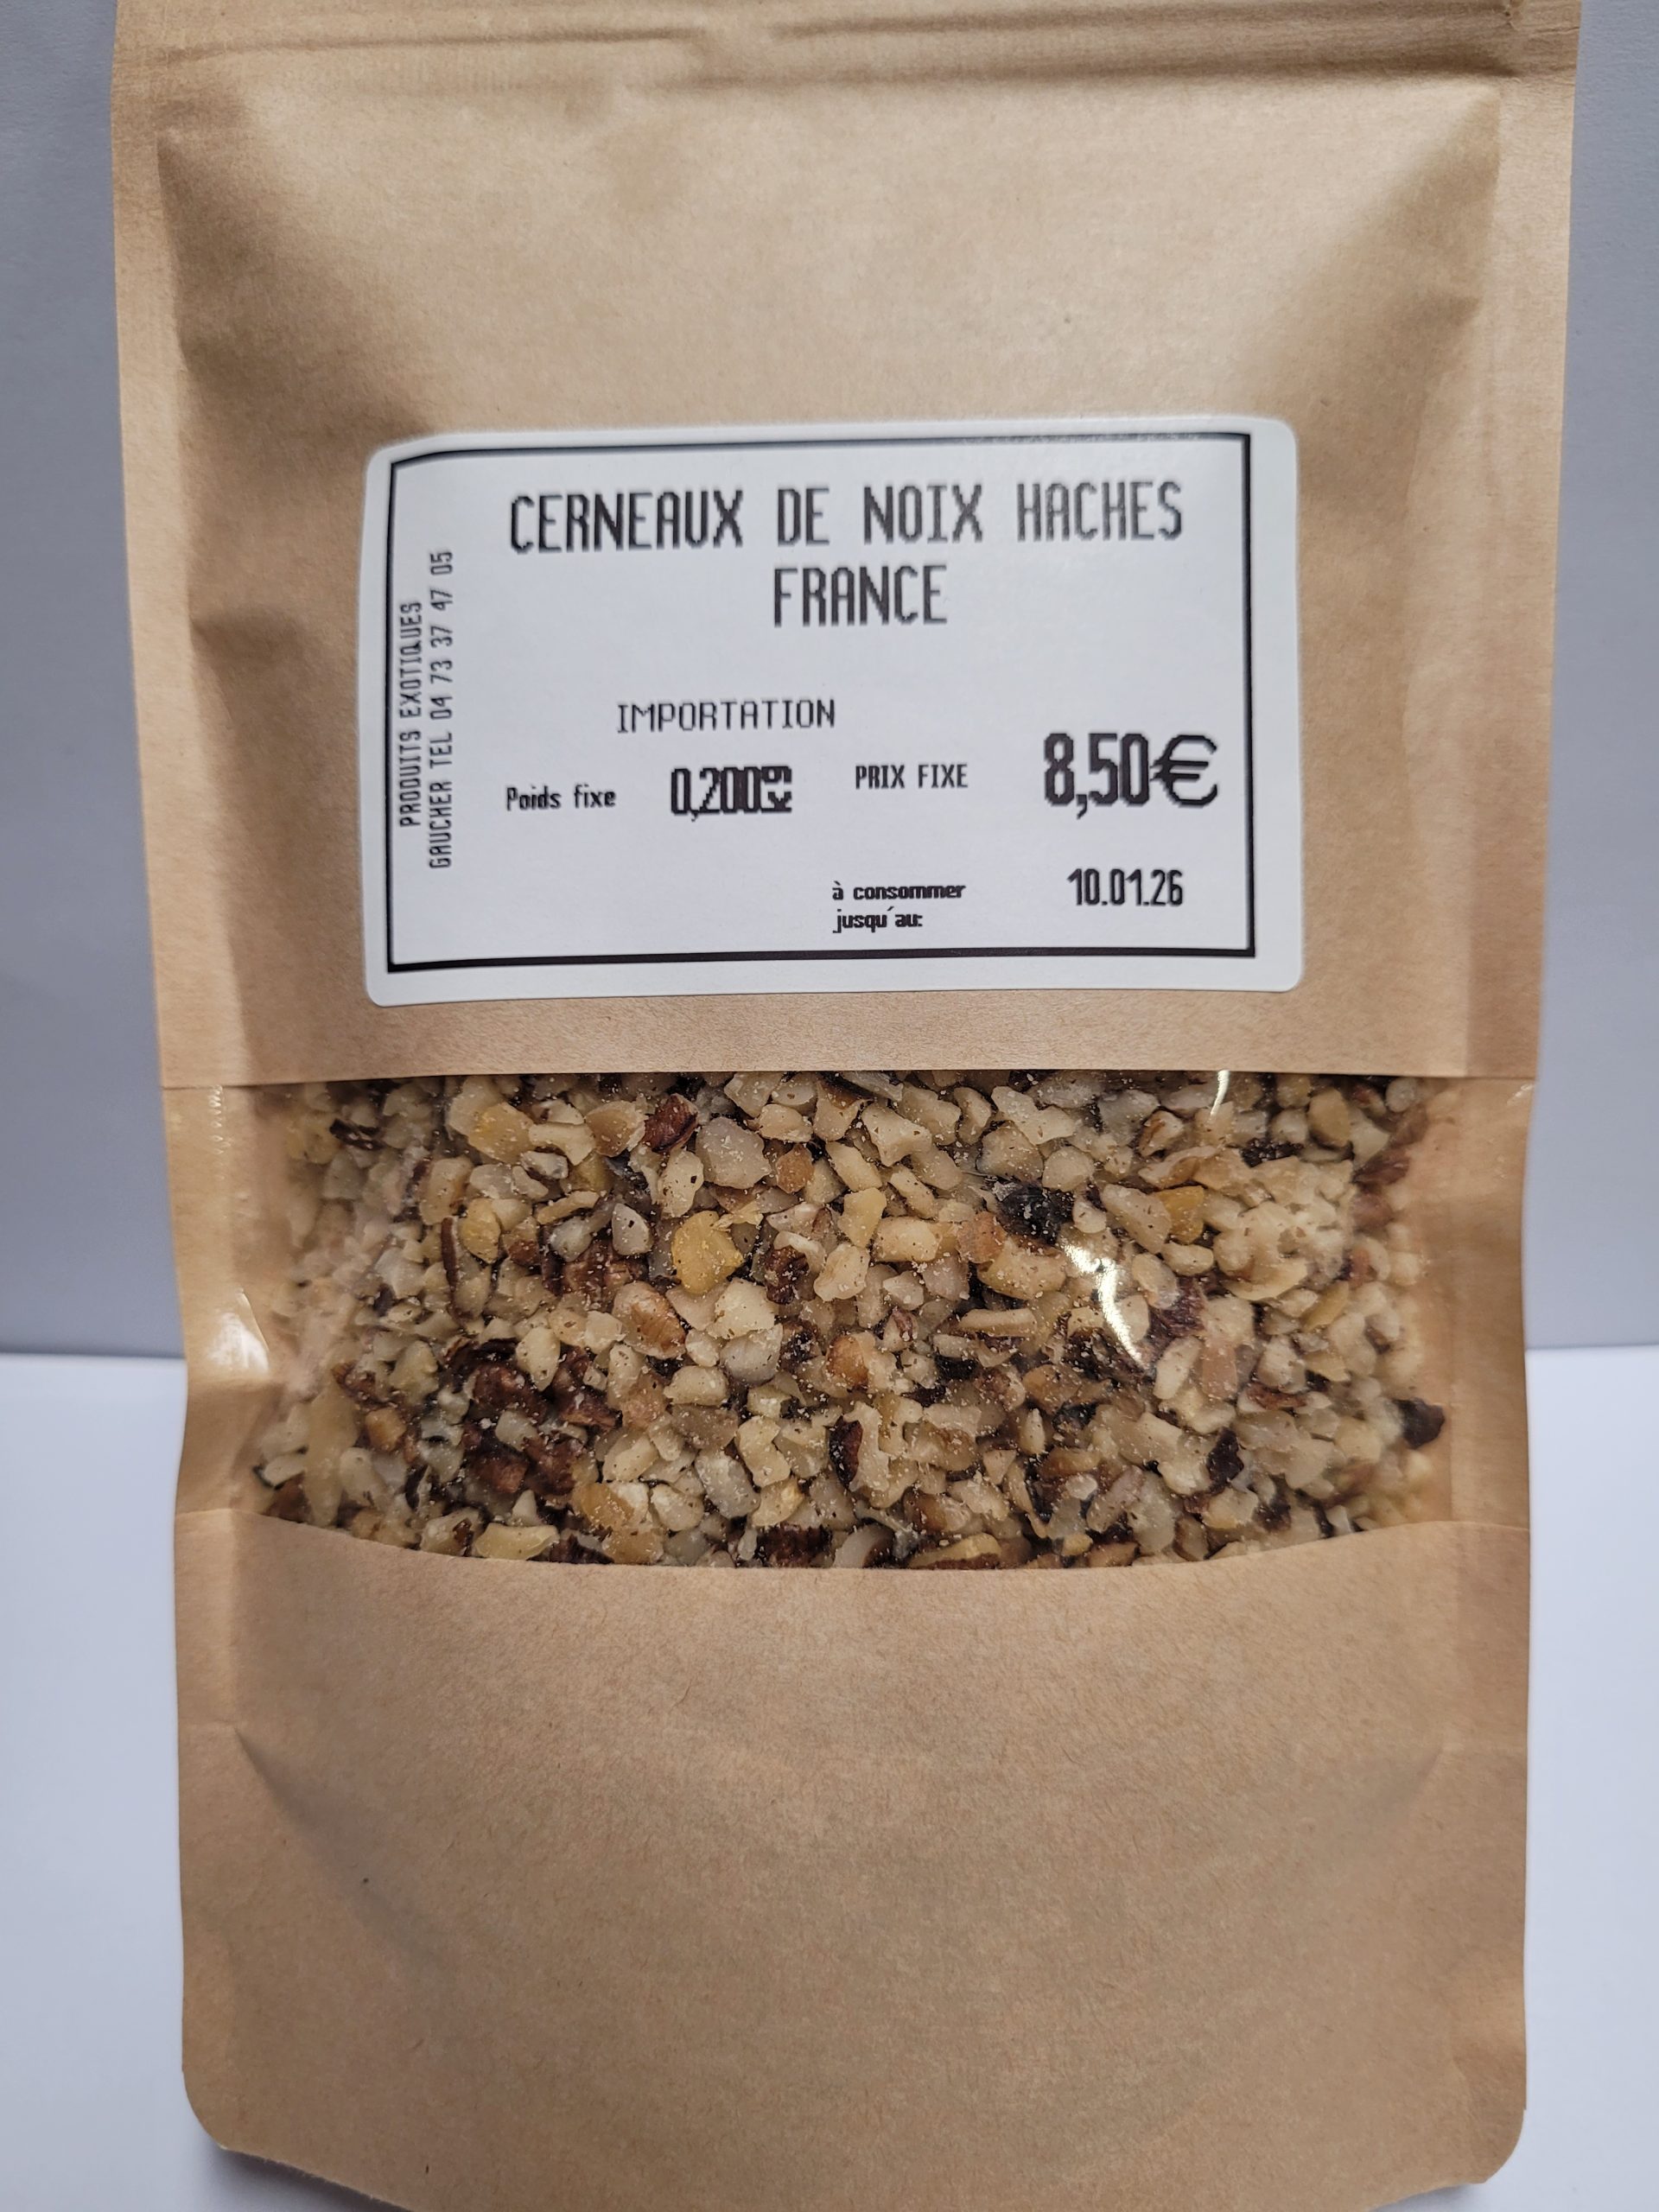 CERNEAUX DE NOIX HACHES
FRANCE
PRODUITS EXOTIQUES
GAUCHER TEL 04 73 37 47 05
IMPORTATION
Poids fixe 0,200kg PRIX FIXE 8,50€
à consommer
jusqu'au: 10.01.26